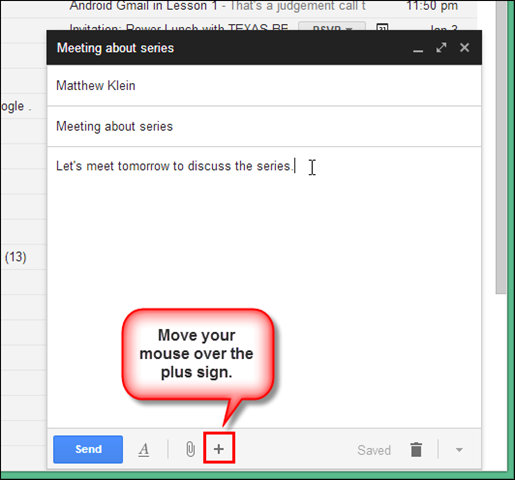 Android Gmail in Lesson 1 - That's a judgement call t 11:50 pm
Invitation: Power Lunch with TEXAS BE RSVP 31 Jan 3
Meeting about series
Matthew Klein
ogle .
Meeting about series
Let's meet tomorrow to discuss the series.
(13)
Move your
mouse over the
plus sign.
Send A + Saved